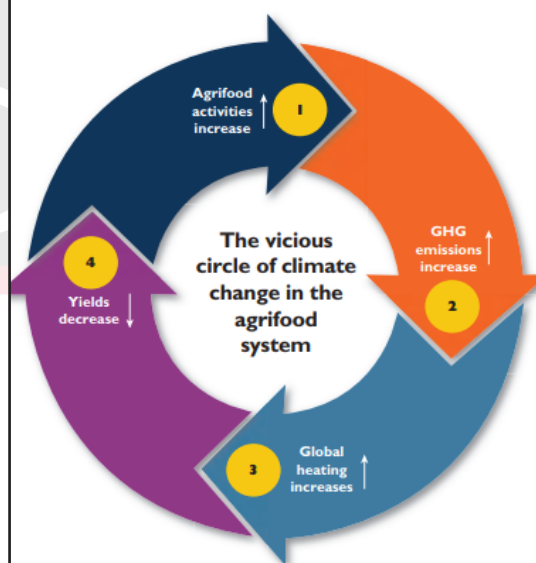 Agrifood
activities
increase
1
GHG
emissions
increase
2
The vicious
circle of climate
change in the
agrifood
system
4
Yields
decrease
3
Global
heating
increases